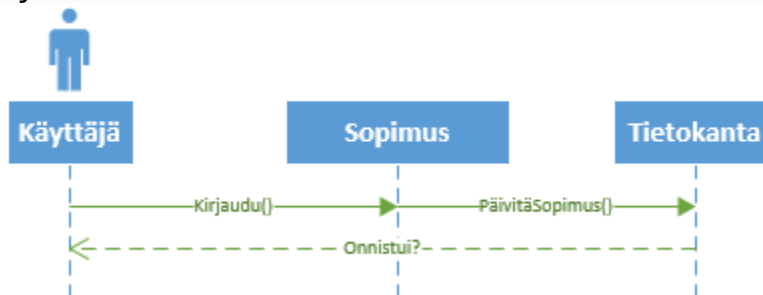 Käyttäjä
Sopimus
Tietokanta
Kirjaudu()
PäivitäSopimus()
Onnistui?